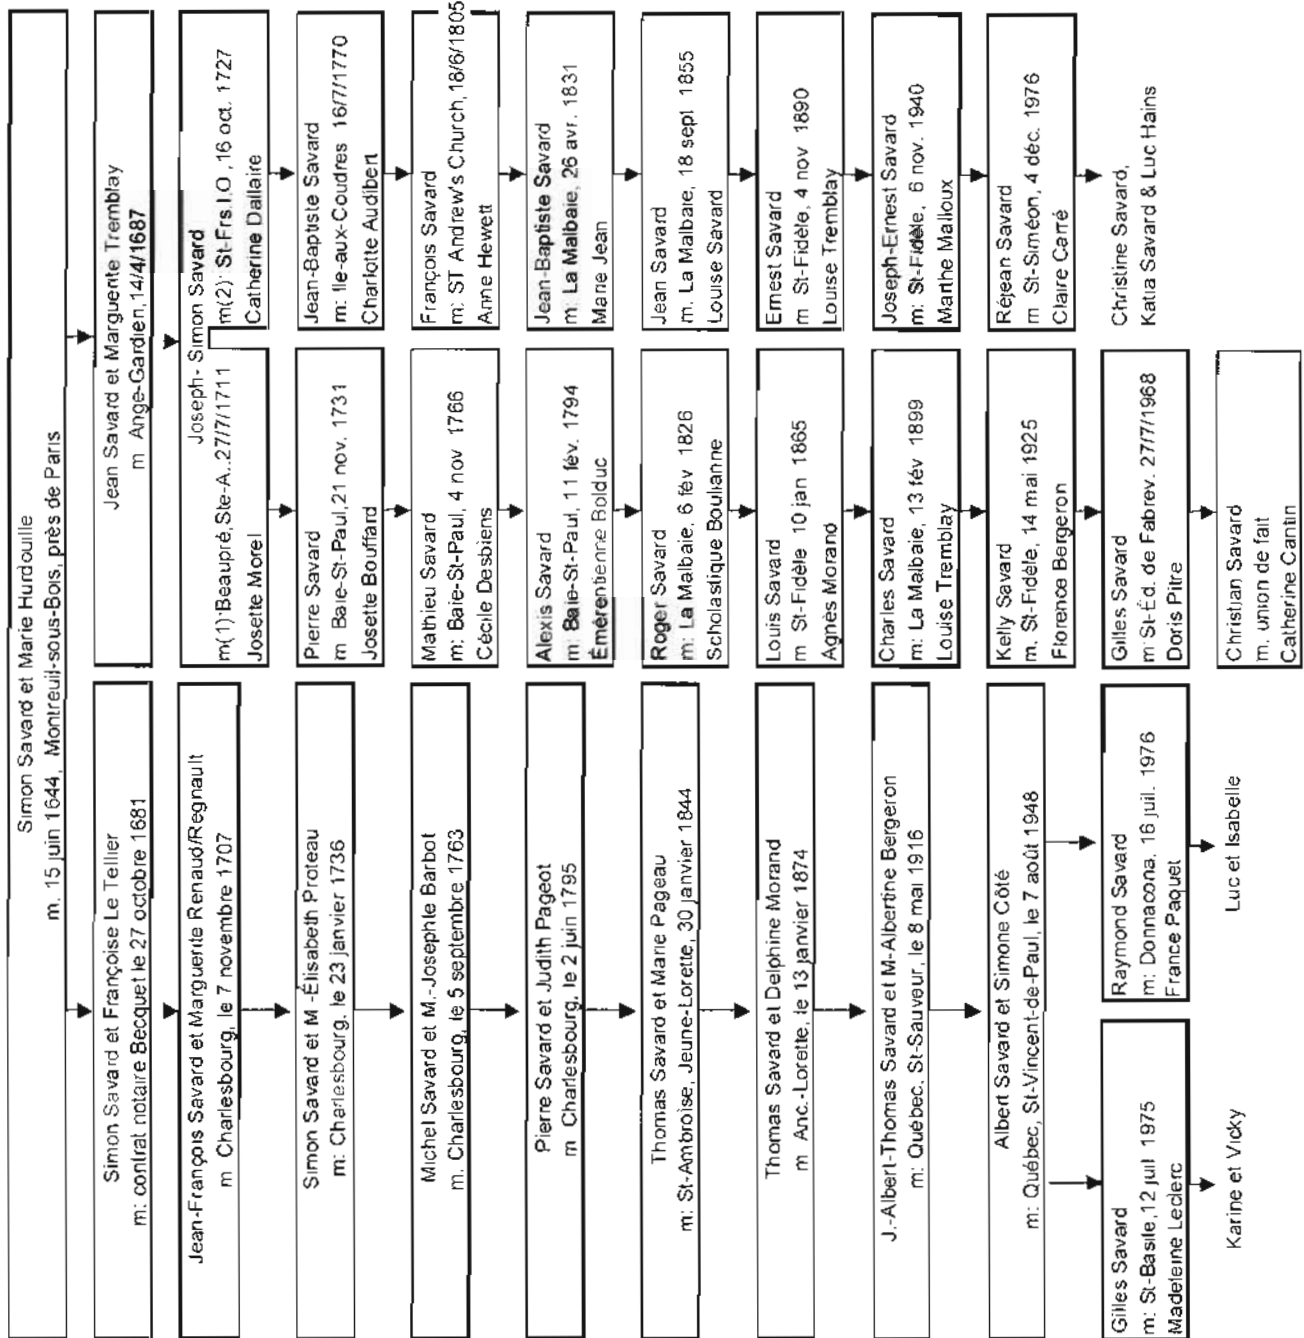 Simon Savard et Marie Hurdouille
m. 15 juin 1644, Montreuil-sous-Bois, près de Paris
Simon Savard et Françoise Le Tellier
m: contrat notaire Becquet le 27 octobre 1681
Jean-François Savard et Marguerite Renaud/Regnault
m Charlesbourg, le 7 novembre 1707
Simon Savard et M -Élisabeth Proteau
m: Charlesbourg, le 23 janvier 1736
Michel Savard et M.-Josephte Barbot
m. Charlesbourg, le 5 septembre 1763
Pierre Savard et Judith Pageot
m Charlesbourg, le 2 juin 1795
Thomas Savard et Marie Pageau
m: St-Ambroise, Jeune-Lorette, 30 janvier 1844
Thomas Savard et Delphine Morand
m Anc.-Lorette, le 13 janvier 1874
J.-Albert-Thomas Savard et M-Albertine Bergeron
m: Québec, St-Sauveur, le 8 mai 1916
Albert Savard et Simone Côté
m: Québec, St-Vincent-de-Paul, le 7 août 1948
Gilles Savard
m: St-Basile, 12 juil 1975
Madeleine Leclerc
Karine et Vicky
Raymond Savard
m: Donnacona, 16 juil. 1976
France Paquet
Luc et Isabelle
Jean Savard et Marguerite Tremblay
m Ange-Gardien, 14/4/1687
Joseph- Simon Savard
m(1):Beaupré,Ste-A..27/7/1711
Josette Morel
m(2) St-Frs.I.O , 16 oct. 1727
Catherine Dallaire
Pierre Savard
m Baie-St-Paul, 21 nov. 1731
Josette Bouffard
Mathieu Savard
m: Baie-St-Paul, 4 nov 1766
Cécile Desbiens
Alexis Savard
m: Baie-St-Paul, 11 fév. 1794
Émérentienne Bolduc
Roger Savard
m: La Malbaie, 6 fév 1826
Scholastique Boulianne
Louis Savard
m St-Fidèle 10 jan 1865
Agnès Morand
Charles Savard
m: La Malbaie, 13 fév 1899
Louise Tremblay
Kelly Savard
m. St-Fidèle, 14 mai 1925
Florence Bergeron
Gilles Savard
m: St-Éd. de Fabrev. 27/7/1968
Doris Pitre
Christian Savard
m. union de fait
Catherine Cantin
Jean-Baptiste Savard
m: Ile-aux-Coudres 16/7/1770
Charlotte Audibert
François Savard
m: ST Andrew's Church, 18/6/1805
Anne Hewett
Jean-Baptiste Savard
m: La Malbaie, 26 avr. 1831
Marie Jean
Jean Savard
m. La Malbaie, 18 sept 1855
Louise Savard
Ernest Savard
m St-Fidèle, 4 nov 1890
Louise Tremblay
Joseph-Ernest Savard
m: St-Fidèle, 6 nov. 1940
Marthe Malloux
Réjean Savard
m St-Siméon, 4 déc. 1976
Claire Carré
Christine Savard,
Katia Savard & Luc Hains